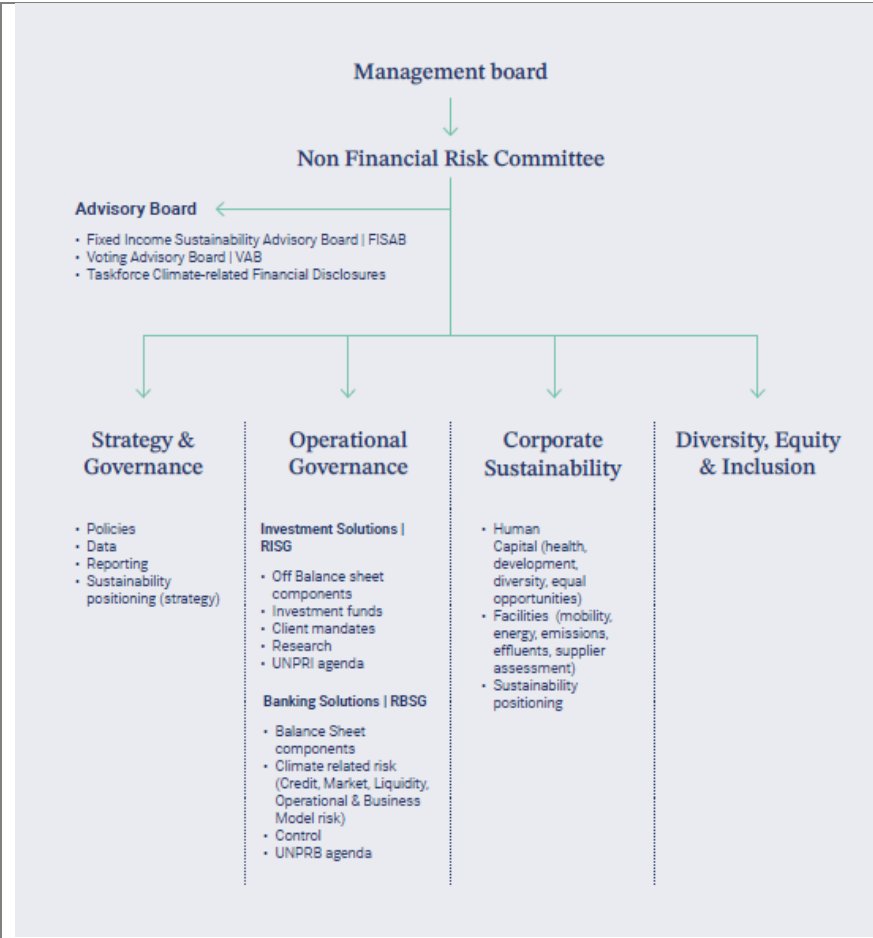 Management board
Non Financial Risk Committee
Advisory Board
• Fixed Income Sustainability Advisory Board | FISAB
• Voting Advisory Board | VAB
• Taskforce Climate-related Financial Disclosures
Strategy &
Governance
• Policies
• Data
• Reporting
• Sustainability
positioning (strategy)
Operational
Governance
Investment Solutions |
RISG
• Off Balance sheet
components
• Investment funds
• Client mandates
• Research
• UNPRI agenda
Banking Solutions | RBSG
• Balance Sheet
components
• Climate related risk
(Credit, Market, Liquidity,
Operational & Business
Model risk)
• Control
• UNPRB agenda
Corporate
Sustainability
• Human
Capital (health,
development,
diversity, equal
opportunities)
• Facilities (mobility,
energy, emissions,
effluents, supplier
assessment)
• Sustainability
positioning
Diversity, Equity
& Inclusion